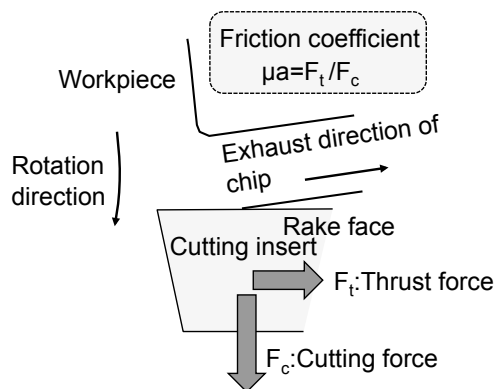 Friction coefficient
μa=Ft/Fc
Workpiece
Exhaust direction of
chip
Rotation
direction
Rake face
Cutting insert
Ft:Thrust force
Fc:Cutting force